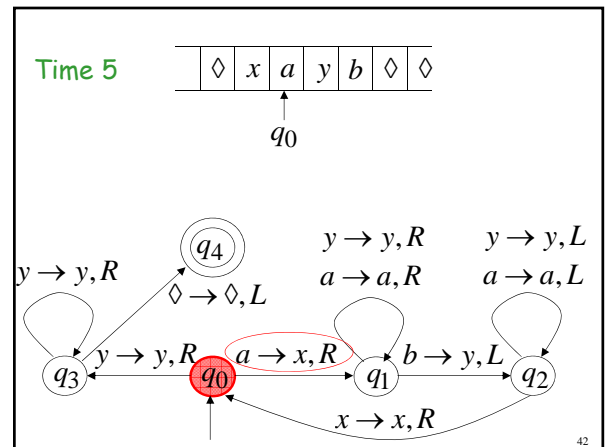 Time 5
◊ x a y b ◊ ◊
q0
y → y, R y → y, L
q4
y → y, R a → a, R a → a, L
◊ → ◊, L
y → y, R a → x, R b → y, L
q3 q0 q1 q2
x → x, R
42